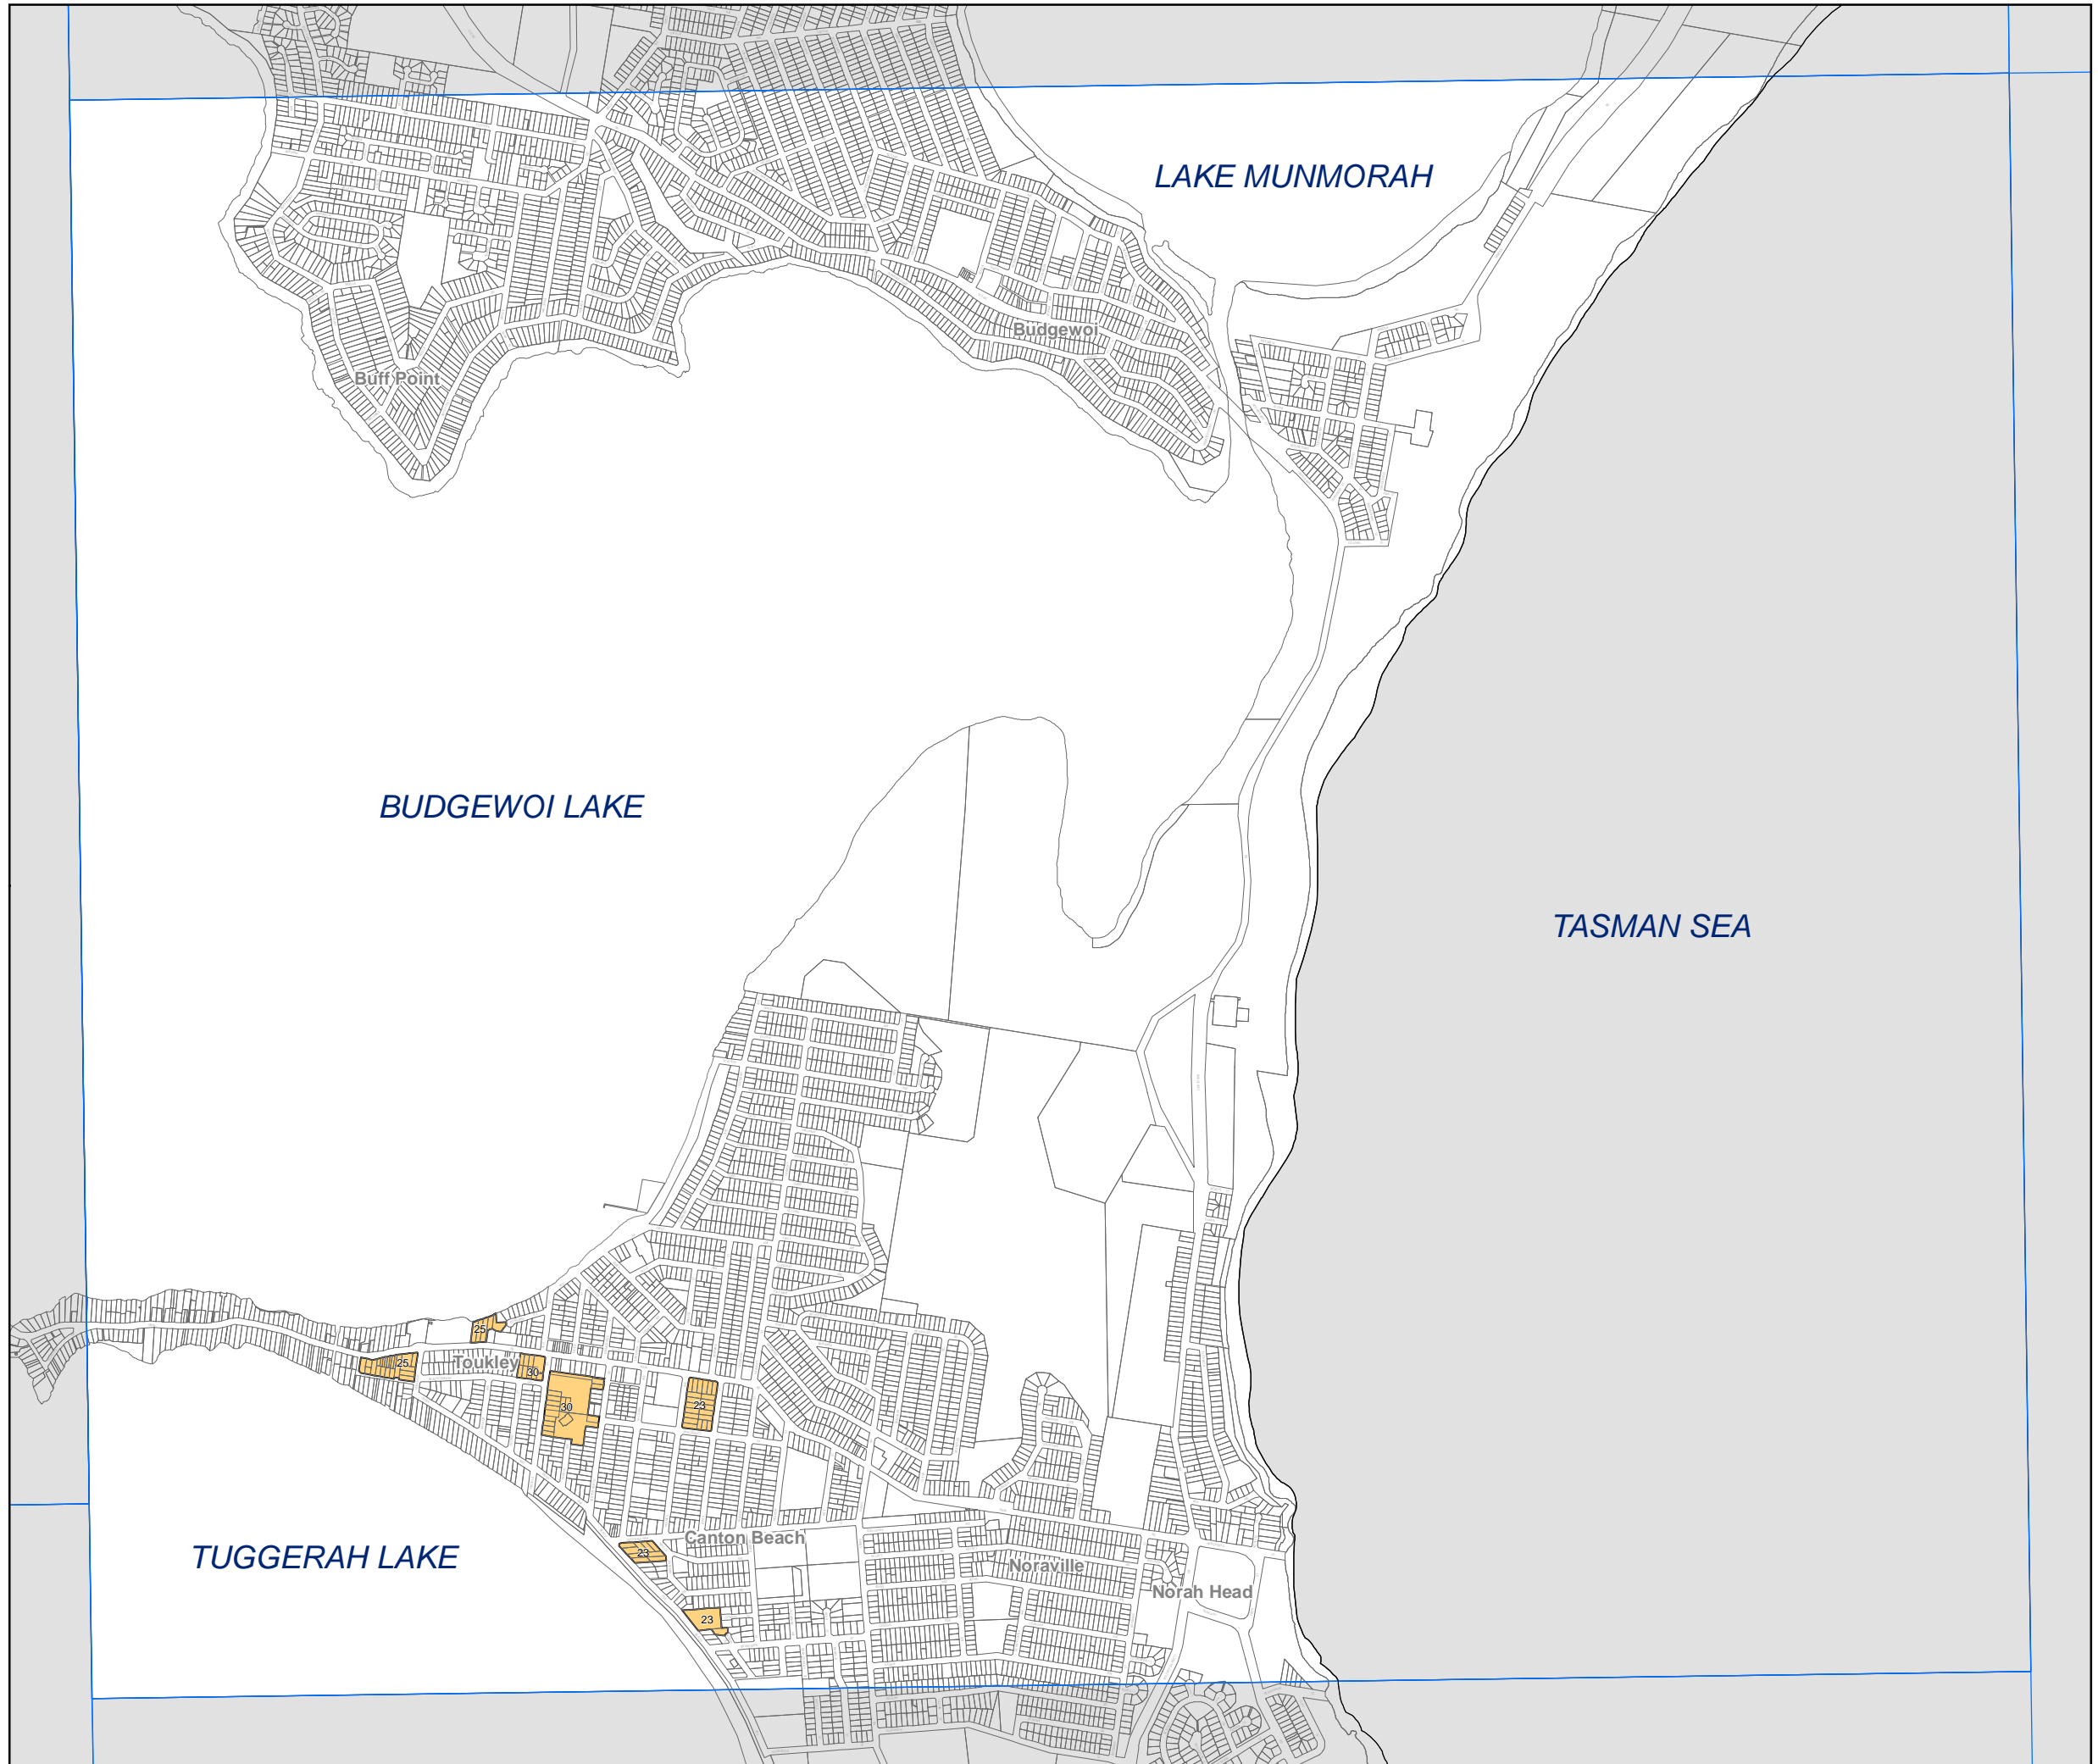 LAKE MUNMORAH
Budgewoi
Buff Point
BUDGEWOI LAKE
TASMAN SEA
25
25
Toukley
30
30
23
Canton Beach
23
TUGGERAH LAKE
Noraville
Norah Head
23